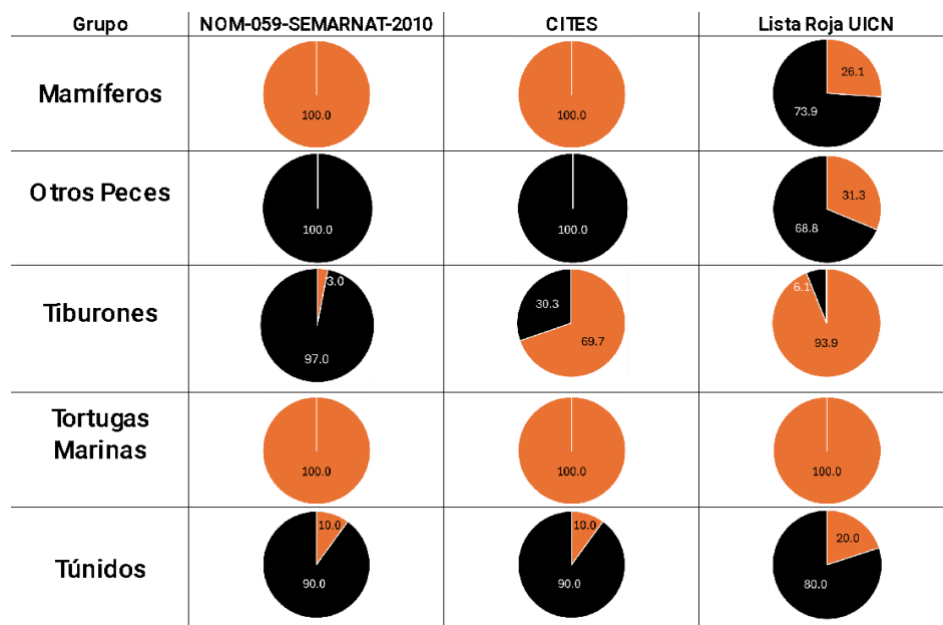 Grupo NOM-059-SEMARNAT-2010 CITES Lista Roja UICN
Mamíferos 100.0 100.0 26.1 73.9
Otros Peces 100.0 100.0 31.3 68.8
Tiburones 3.0 97.0 30.3 69.7 6.1 93.9
Tortugas
Marinas 100.0 100.0 100.0
Túnidos 10.0 90.0 10.0 90.0 20.0 80.0